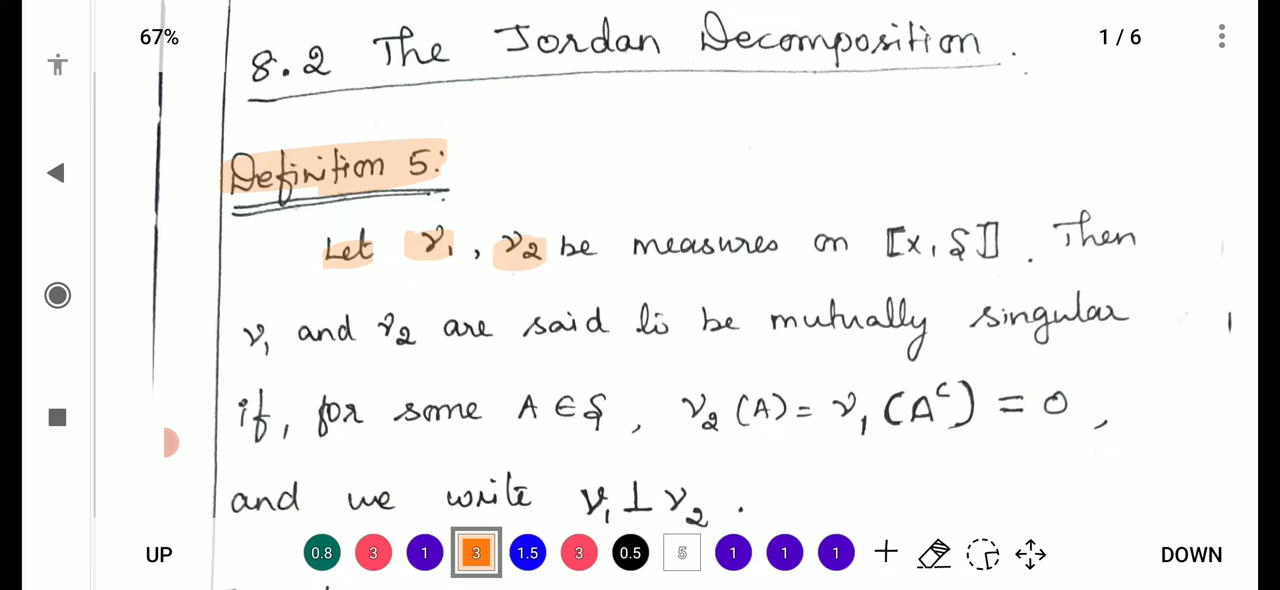 67%
1 / 6
8.2 The Jordan Decomposition.
Definition 5:
Let ν₁, ν₂ be measures on [X, S]. Then
ν₁ and ν₂ are said to be mutually singular
if, for some A ∈ S, ν₂(A) = ν₁(Aᶜ) = 0,
and we write ν₁ ⊥ ν₂.
UP
0.8 3 1 3 1.5 3 0.5 5 1 1 1
DOWN